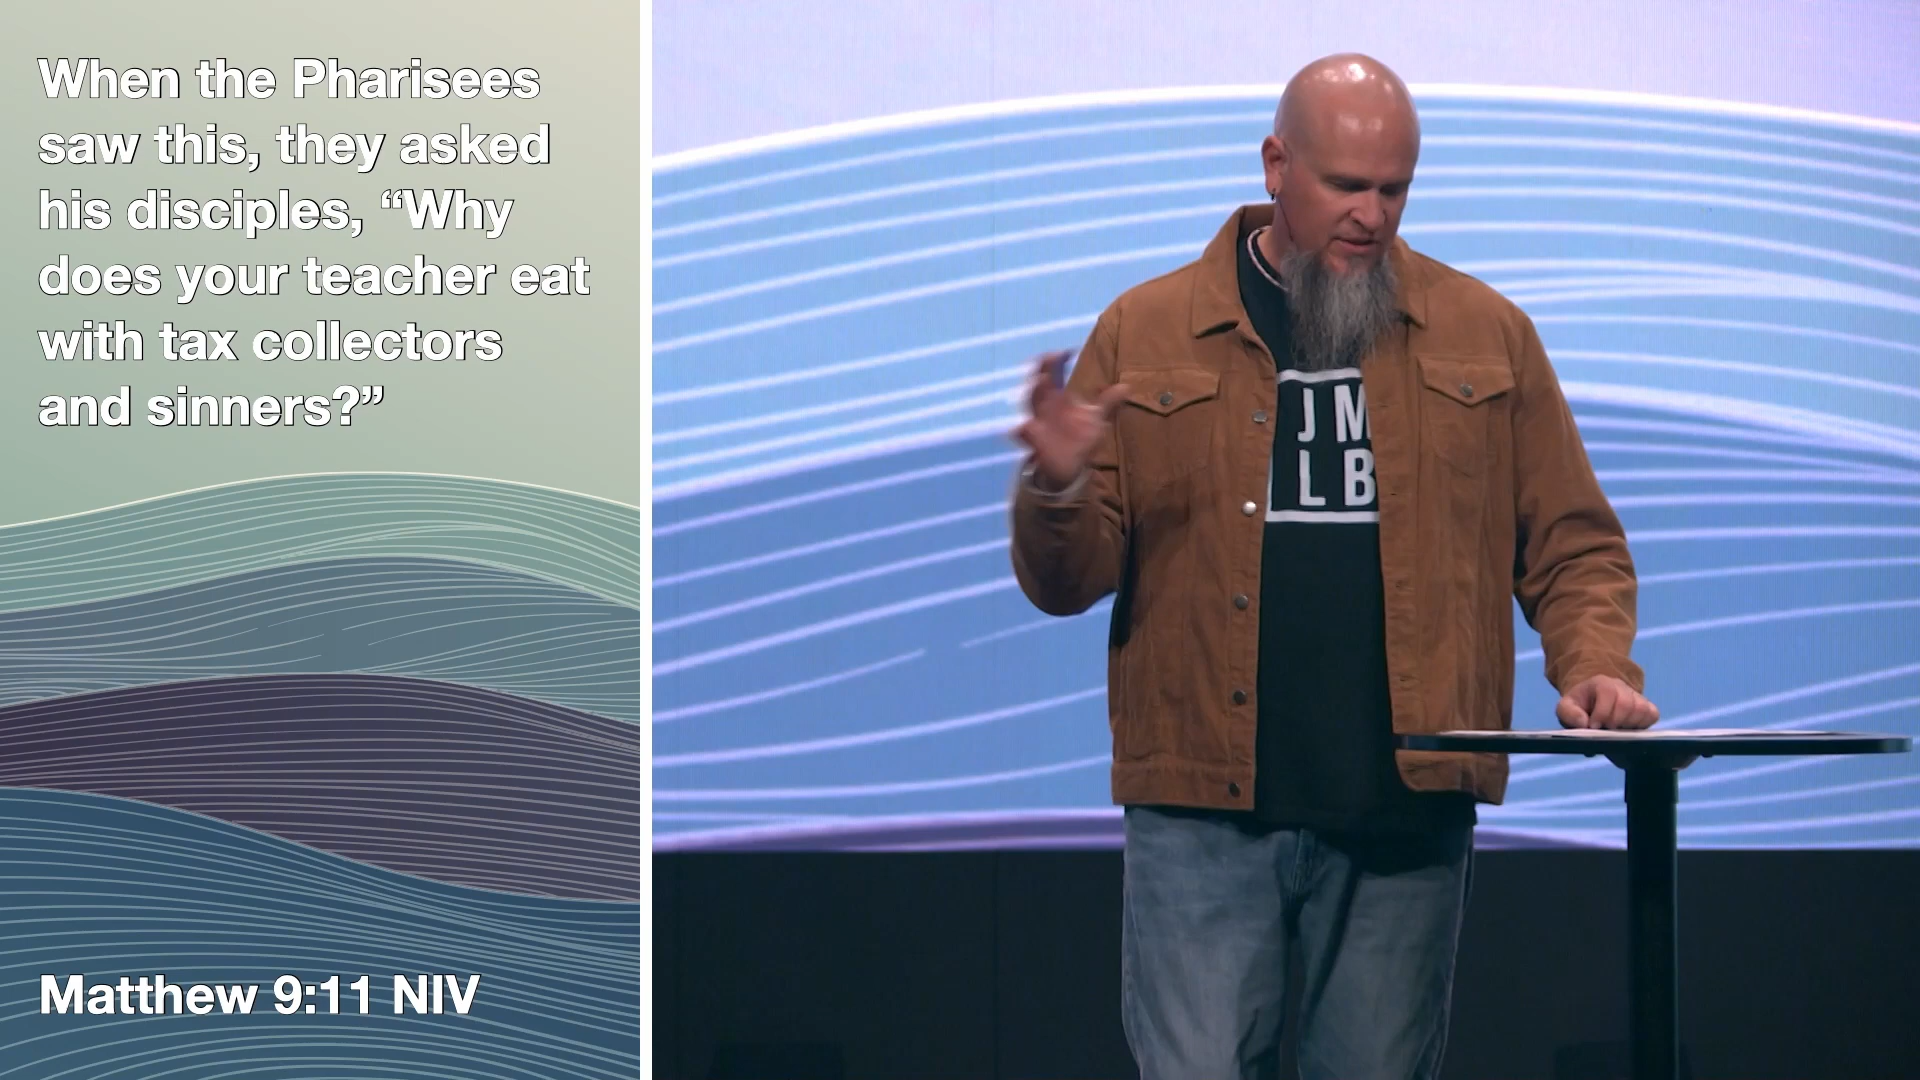 When the Pharisees
saw this, they asked
his disciples, “Why
does your teacher eat
with tax collectors
and sinners?”
Matthew 9:11 NIV
J M
L B